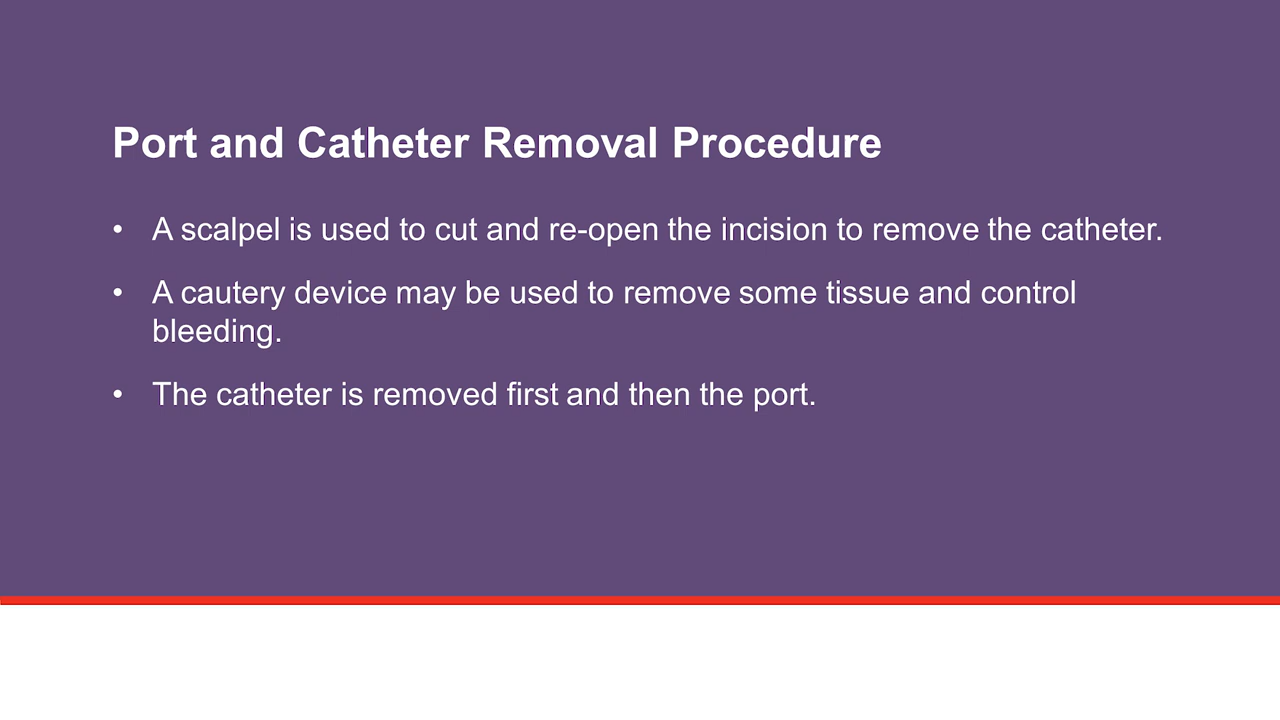 Port and Catheter Removal Procedure
• A scalpel is used to cut and re-open the incision to remove the catheter.
• A cautery device may be used to remove some tissue and control
bleeding.
• The catheter is removed first and then the port.